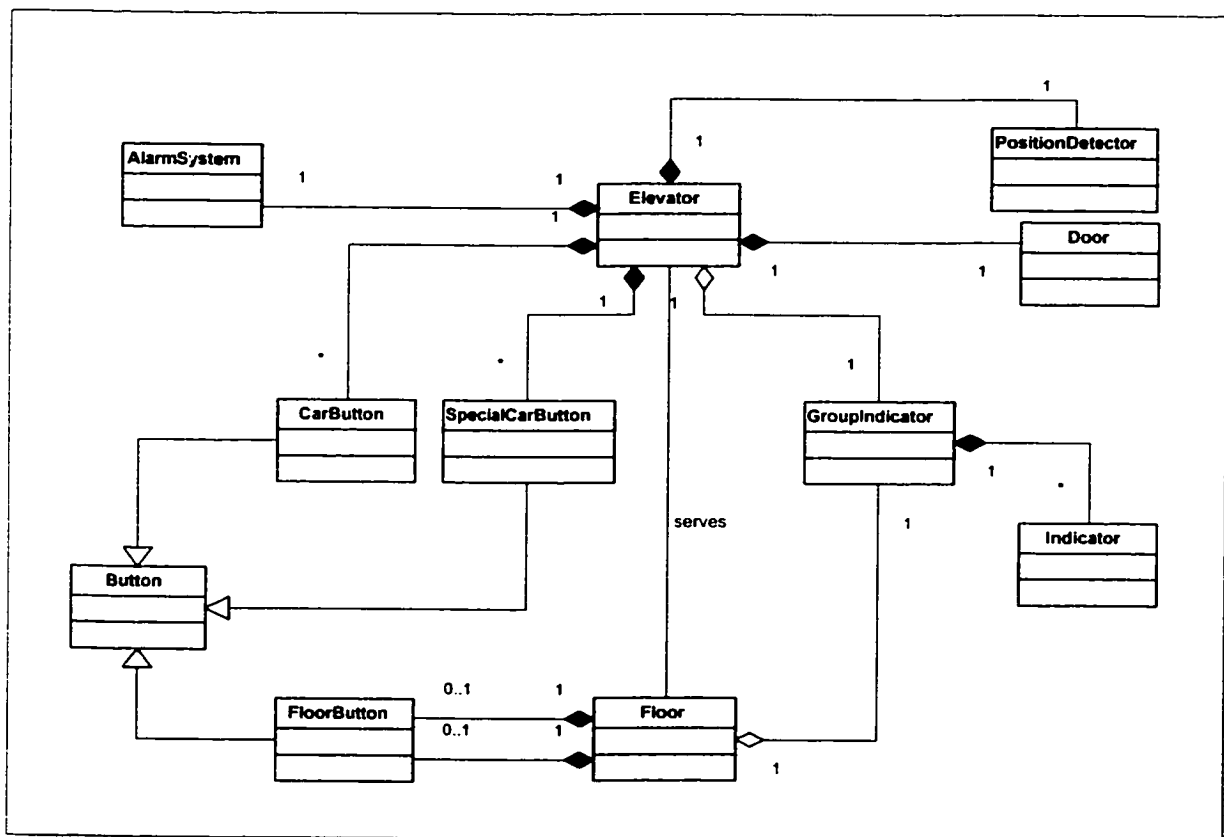 1
PositionDetector
AlarmSystem
1
1
1
Elevator
1
Door
1
1
1
1
*
*
1
CarButton
SpecialCarButton
GroupIndicator
1
*
serves
1
Indicator
Button
0..1
1
FloorButton
Floor
0..1
1
1